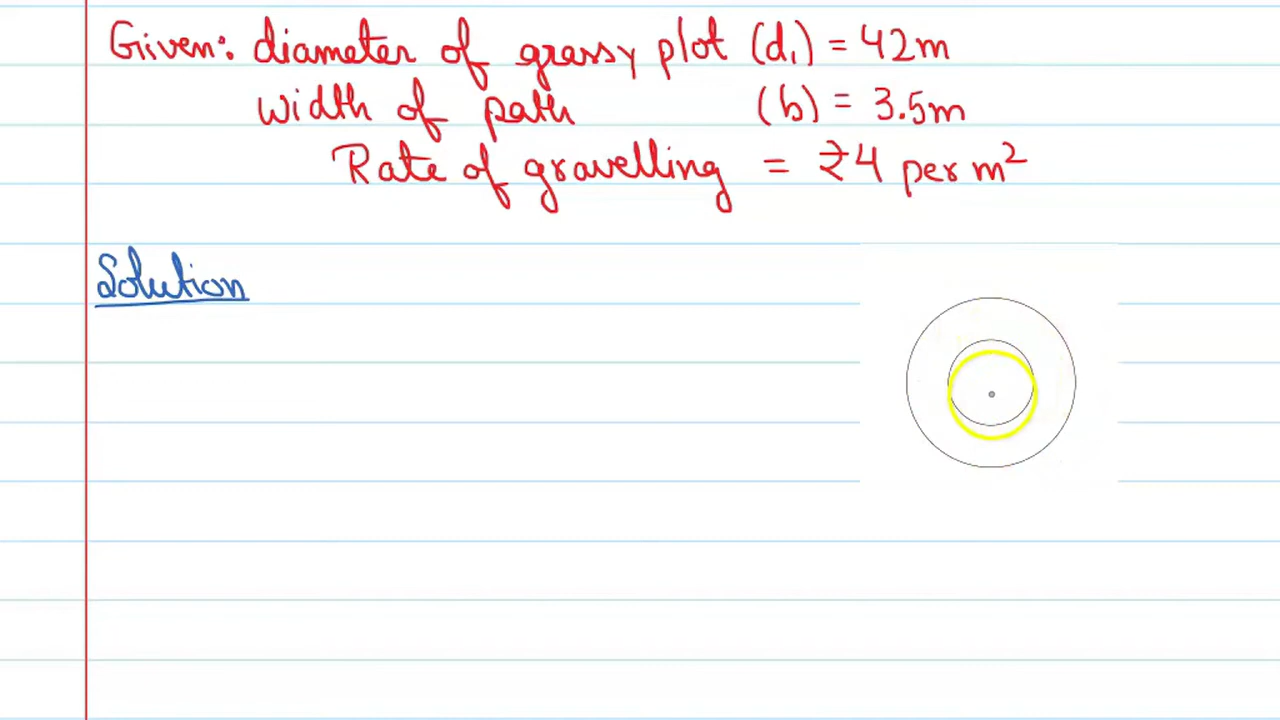 Given: diameter of grassy plot (d₁) = 42m
width of path (b) = 3.5m
Rate of gravelling = ₹4 per m²
Solution